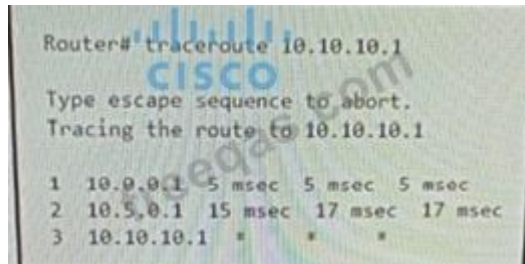 Router# traceroute 10.10.10.1
CISCO
Type escape sequence to abort.
Tracing the route to 10.10.10.1
1 10.0.0.1 5 msec 5 msec 5 msec
2 10.5.0.1 15 msec 17 msec 17 msec
3 10.10.10.1 * * *